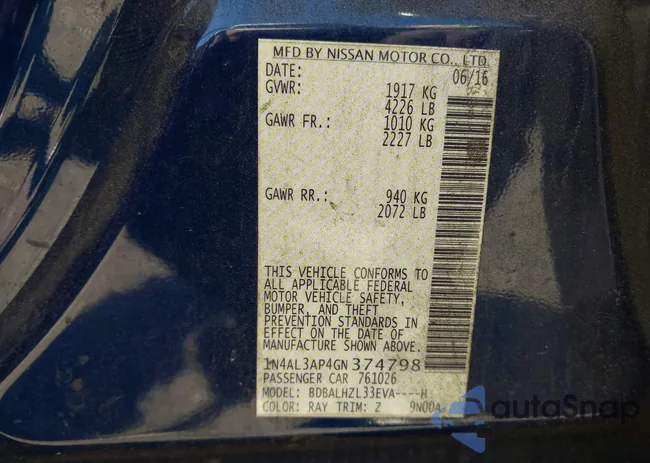 MFD BY NISSAN MOTOR CO., LTD.
DATE: 06/16
GVWR: 1917 KG
4226 LB
GAWR FR.: 1010 KG
2227 LB
GAWR RR.: 940 KG
2072 LB
THIS VEHICLE CONFORMS TO
ALL APPLICABLE FEDERAL
MOTOR VEHICLE SAFETY,
BUMPER, AND THEFT
PREVENTION STANDARDS IN
EFFECT ON THE DATE OF
MANUFACTURE SHOWN ABOVE.
1N4AL3AP4GN374798
PASSENGER CAR 761026
MODEL: BDBALHZL33EVA----H
COLOR: RAY TRIM: Z 9N00A
autoSnap